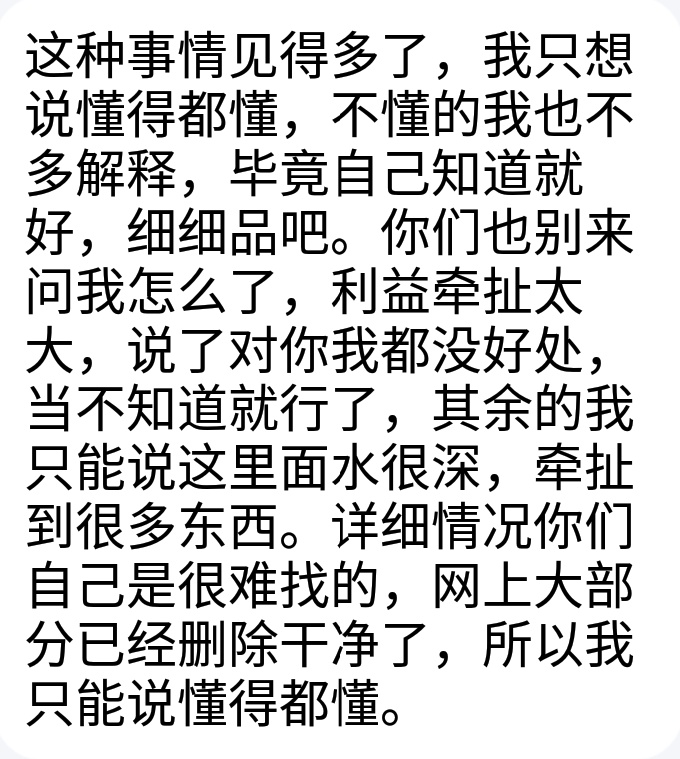 这种事情见得多了，我只想
说懂得都懂，不懂的我也不
多解释，毕竟自己知道就
好，细细品吧。你们也别来
问我怎么了，利益牵扯太
大，说了对你我都没好处，
当不知道就行了，其余的我
只能说这里面水很深，牵扯
到很多东西。详细情况你们
自己是很难找的，网上大部
分已经删除干净了，所以我
只能说懂得都懂。